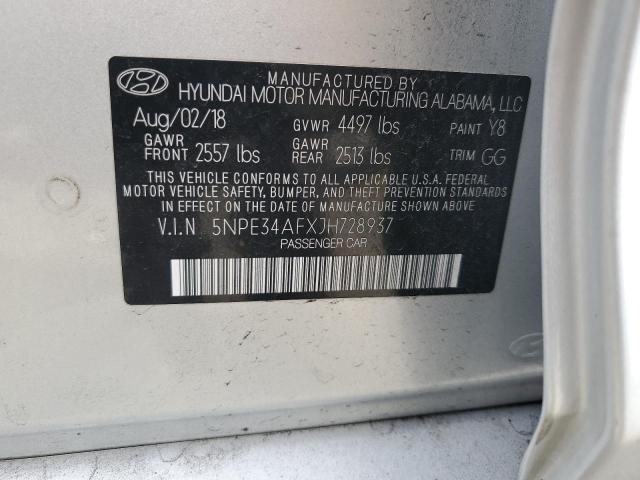 MANUFACTURED BY
HYUNDAI MOTOR MANUFACTURING ALABAMA, LLC
Aug/02/18 GVWR 4497 lbs PAINT Y8
GAWR FRONT 2557 lbs GAWR REAR 2513 lbs TRIM GG
THIS VEHICLE CONFORMS TO ALL APPLICABLE U.S.A. FEDERAL
MOTOR VEHICLE SAFETY, BUMPER, AND THEFT PREVENTION STANDARDS
IN EFFECT ON THE DATE OF MANUFACTURE SHOWN ABOVE
V.I.N 5NPE34AFXJH728937
PASSENGER CAR